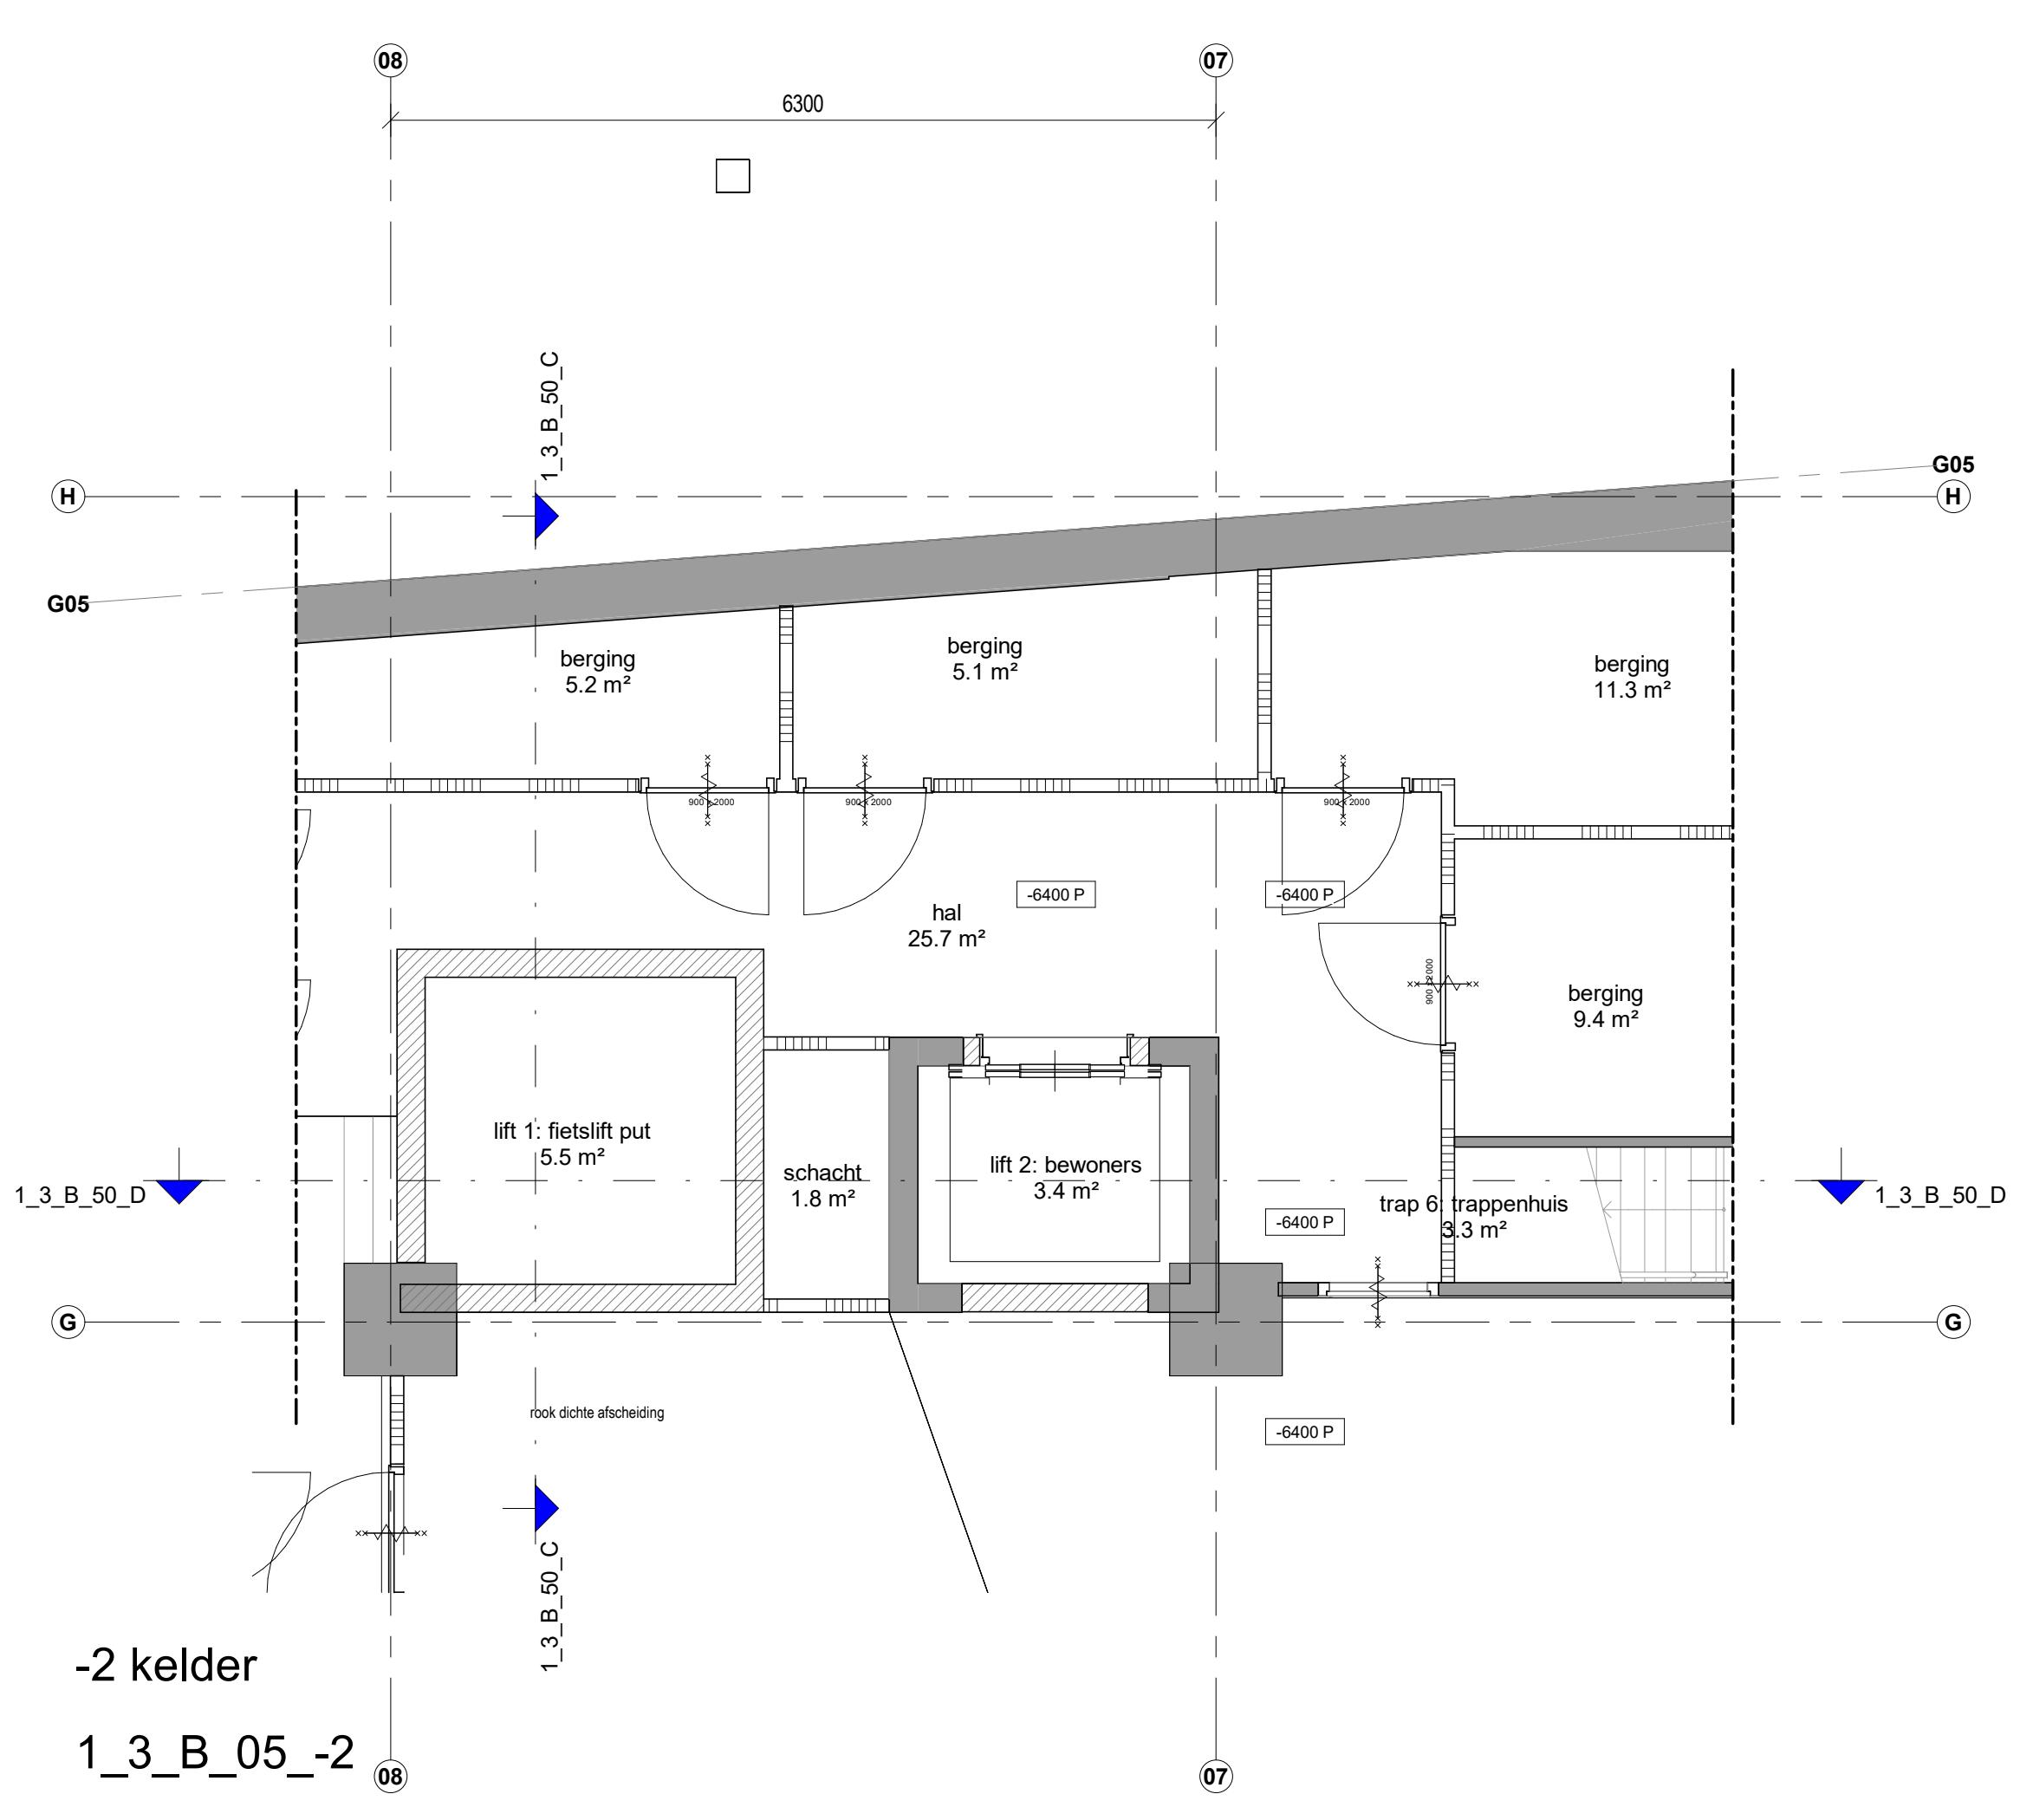 08
07
6300
1_3_B_50_C
G05
H
H
G05
berging
5.2 m²
berging
5.1 m²
berging
11.3 m²
900 x 2000
900 x 2000
900 x 2000
-6400 P
-6400 P
hal
25.7 m²
900 x 2000
berging
9.4 m²
lift 1: fietslift put
5.5 m²
schacht
1.8 m²
lift 2: bewoners
3.4 m²
1_3_B_50_D
1_3_B_50_D
trap 6: trappenhuis
3.3 m²
-6400 P
G
G
rook dichte afscheiding
-6400 P
1_3_B_50_C
-2 kelder
1_3_B_05_-2
08
07